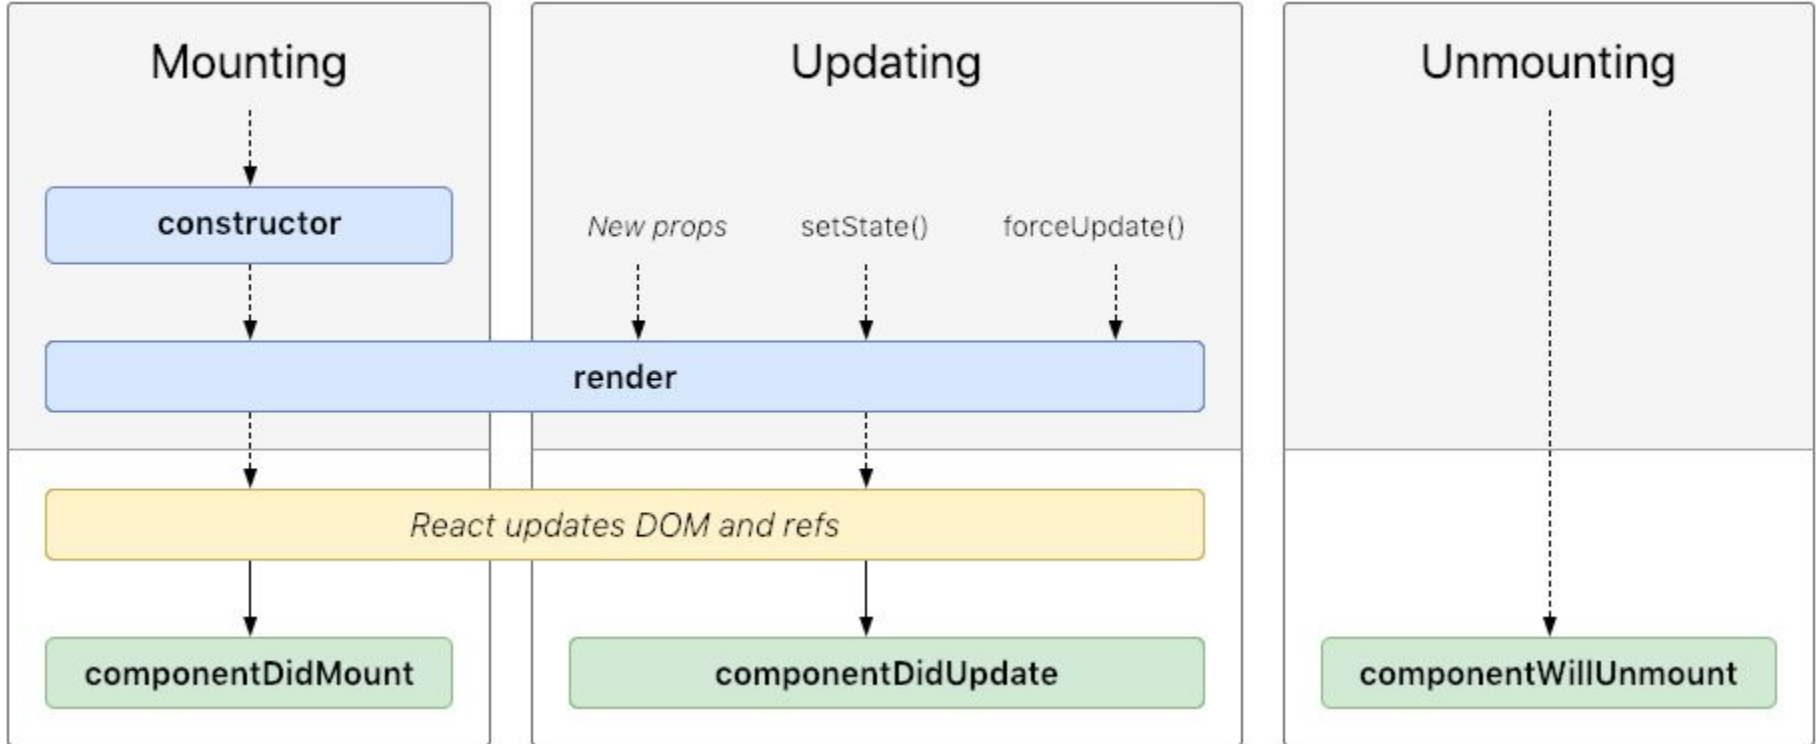 Mounting
Updating
Unmounting
constructor
New props
setState()
forceUpdate()
render
React updates DOM and refs
componentDidMount
componentDidUpdate
componentWillUnmount